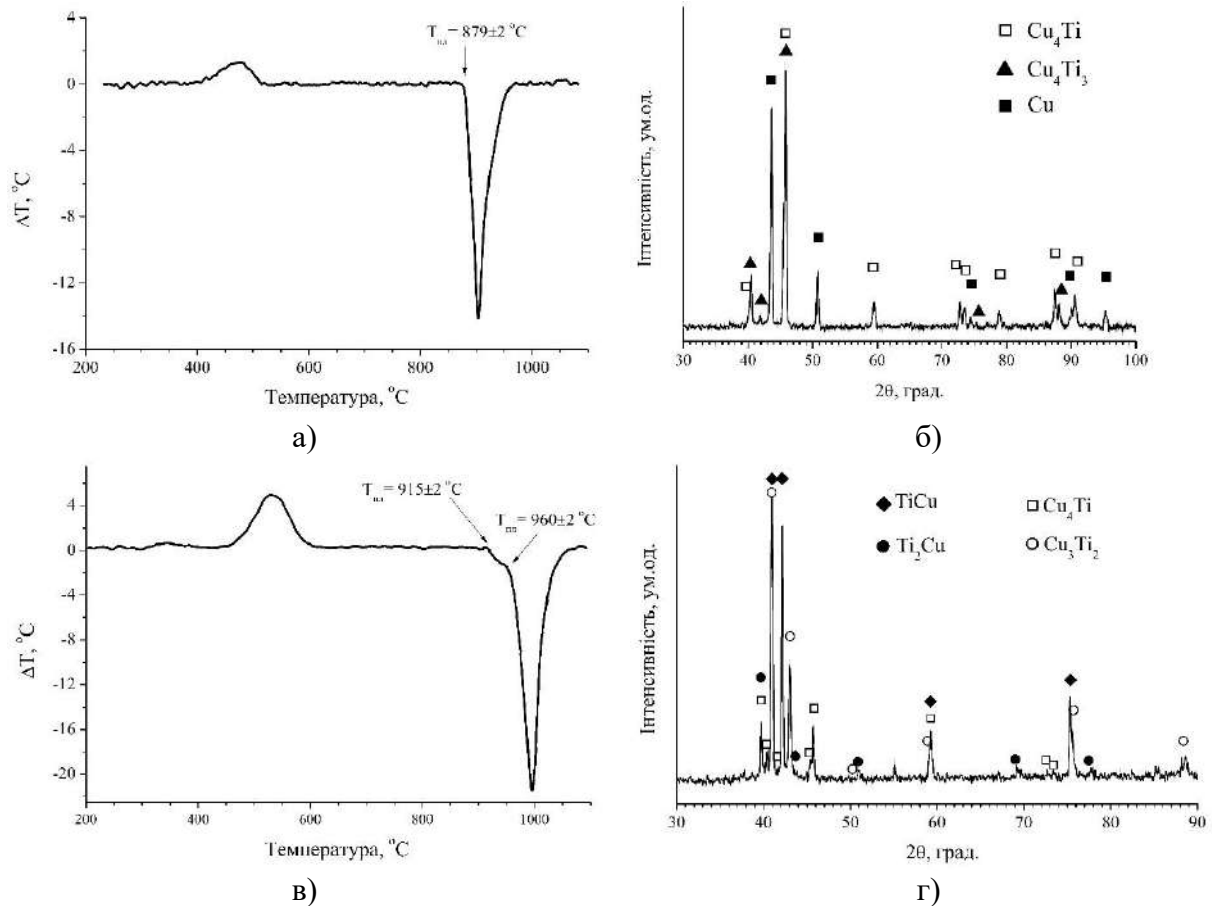 4
0
-4
-8
-12
-16
200
400
600
800
1000
ΔT, °C
Температура, °C
Tпл= 879±2 °C
а)
Інтенсивність, ум.од.
Cu4Ti
Cu4Ti3
Cu
30
40
50
60
70
80
90
100
2θ, град.
б)
4
0
-4
-8
-12
-16
-20
200
400
600
800
1000
ΔT, °C
Температура, °C
Tпл= 915±2 °C
Tпл= 960±2 °C
в)
Інтенсивність, ум.од.
TiCu
Cu4Ti
Ti2Cu
Cu3Ti2
30
40
50
60
70
80
90
2θ, град.
г)